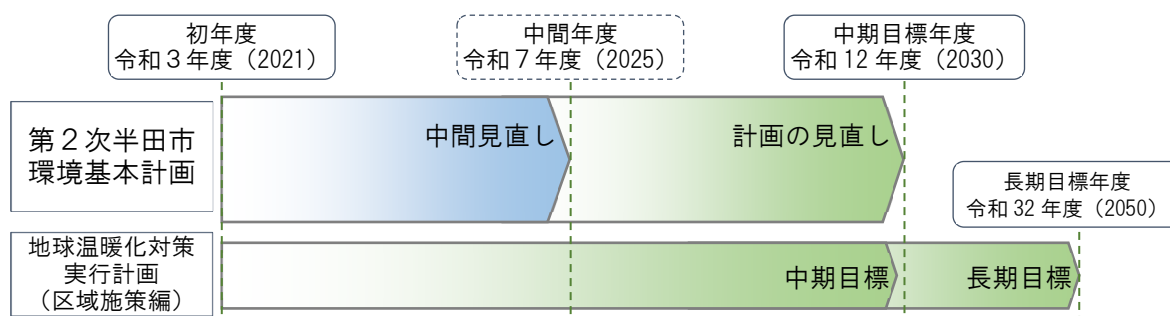 初年度
令和３年度（2021）
中間年度
令和７年度（2025）
中期目標年度
令和 12 年度（2030）
第２次半田市
環境基本計画
中間見直し
計画の見直し
長期目標年度
令和 32 年度（2050）
地球温暖化対策
実行計画
（区域施策編）
中期目標
長期目標